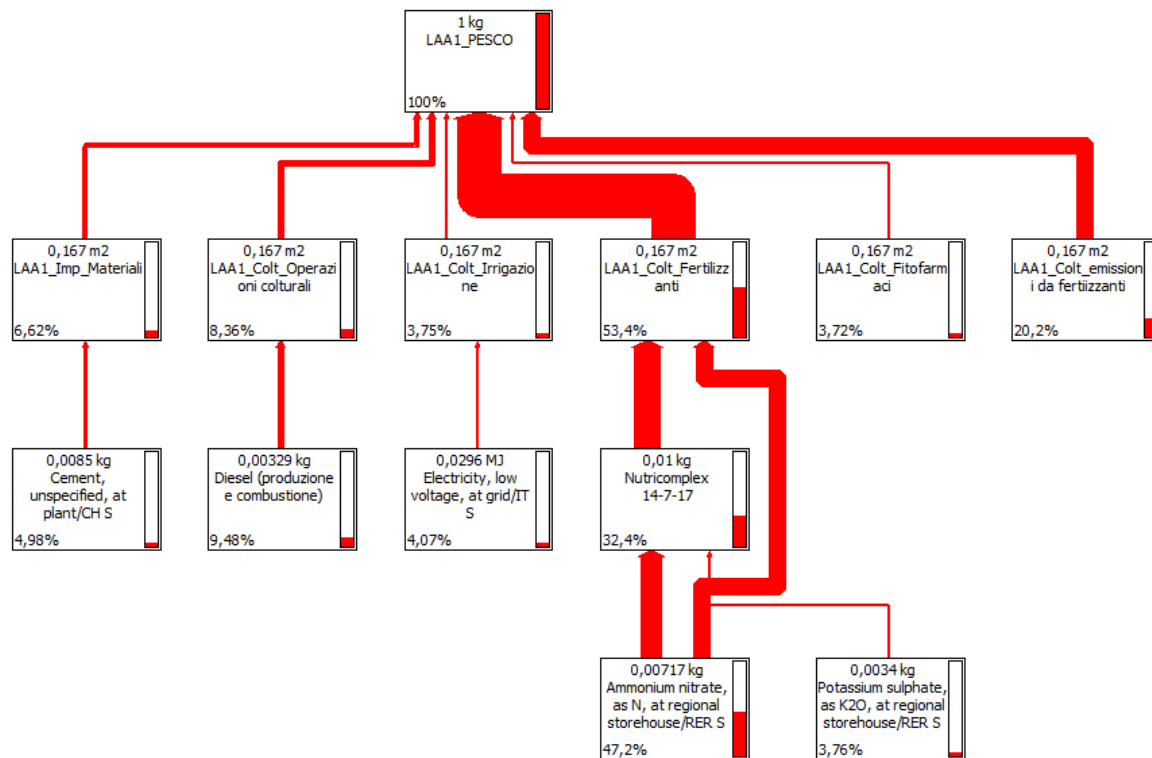 1 kg
LAA1_PESCO
100%
0,167 m2
LAA1_Imp_Materiali
6,62%
0,167 m2
LAA1_Colt_Operazi
oni colturali
8,36%
0,167 m2
LAA1_Colt_Irrigazio
ne
3,75%
0,167 m2
LAA1_Colt_Fertilizz
anti
53,4%
0,167 m2
LAA1_Colt_Fitofarm
aci
3,72%
0,167 m2
LAA1_Colt_emission
i da fertiizzanti
20,2%
0,0085 kg
Cement,
unspecified, at
plant/CH S
4,98%
0,00329 kg
Diesel (produzione
e combustione)
9,48%
0,0296 MJ
Electricity, low
voltage, at grid/IT
S
4,07%
0,01 kg
Nutricomplex
14-7-17
32,4%
0,00717 kg
Ammonium nitrate,
as N, at regional
storehouse/RER S
47,2%
0,0034 kg
Potassium sulphate,
as K2O, at regional
storehouse/RER S
3,76%